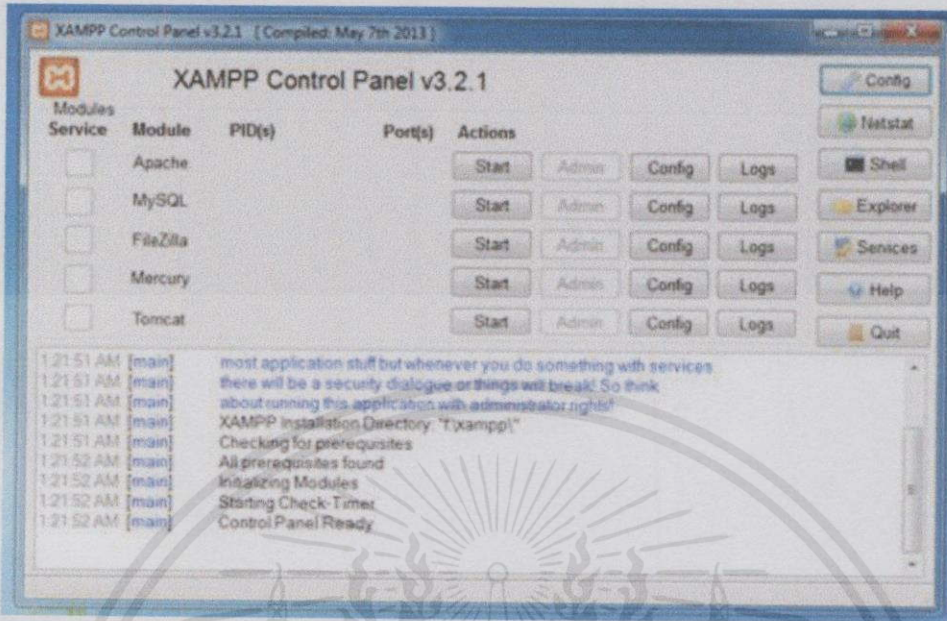 XAMPP Control Panel v3.2.1 [ Compiled: May 7th 2013 ]
XAMPP Control Panel v3.2.1
Config
Modules
Service Module PID(s) Port(s) Actions
Netstat
Apache Start Admin Config Logs
Shell
MySQL Start Admin Config Logs
Explorer
FileZilla Start Admin Config Logs
Services
Mercury Start Admin Config Logs
Help
Tomcat Start Admin Config Logs
Quit
1:21:51 AM [main] most application stuff but whenever you do something with services
1:21:51 AM [main] there will be a security dialogue or things will break! So think
1:21:51 AM [main] about running this application with administrator rights!
1:21:51 AM [main] XAMPP Installation Directory: "f:\xampp\"
1:21:51 AM [main] Checking for prerequisites
1:21:52 AM [main] All prerequisites found
1:21:52 AM [main] Initializing Modules
1:21:52 AM [main] Starting Check-Timer
1:21:52 AM [main] Control Panel Ready